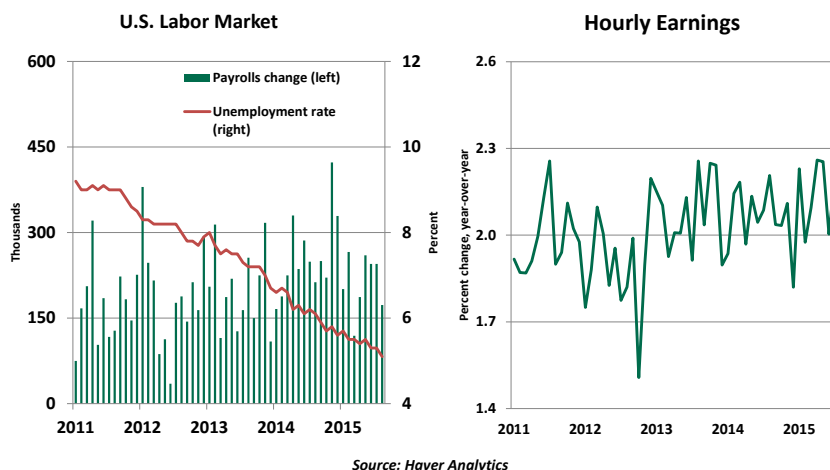 U.S. Labor Market
600
450
300
150
0
Thousands
Payrolls change (left)
Unemployment rate
(right)
12
10
8
6
4
Percent
2011 2012 2013 2014 2015
Hourly Earnings
2.6
2.3
2.0
1.7
1.4
Percent change, year-over-year
2011 2012 2013 2014 2015
Source: Haver Analytics